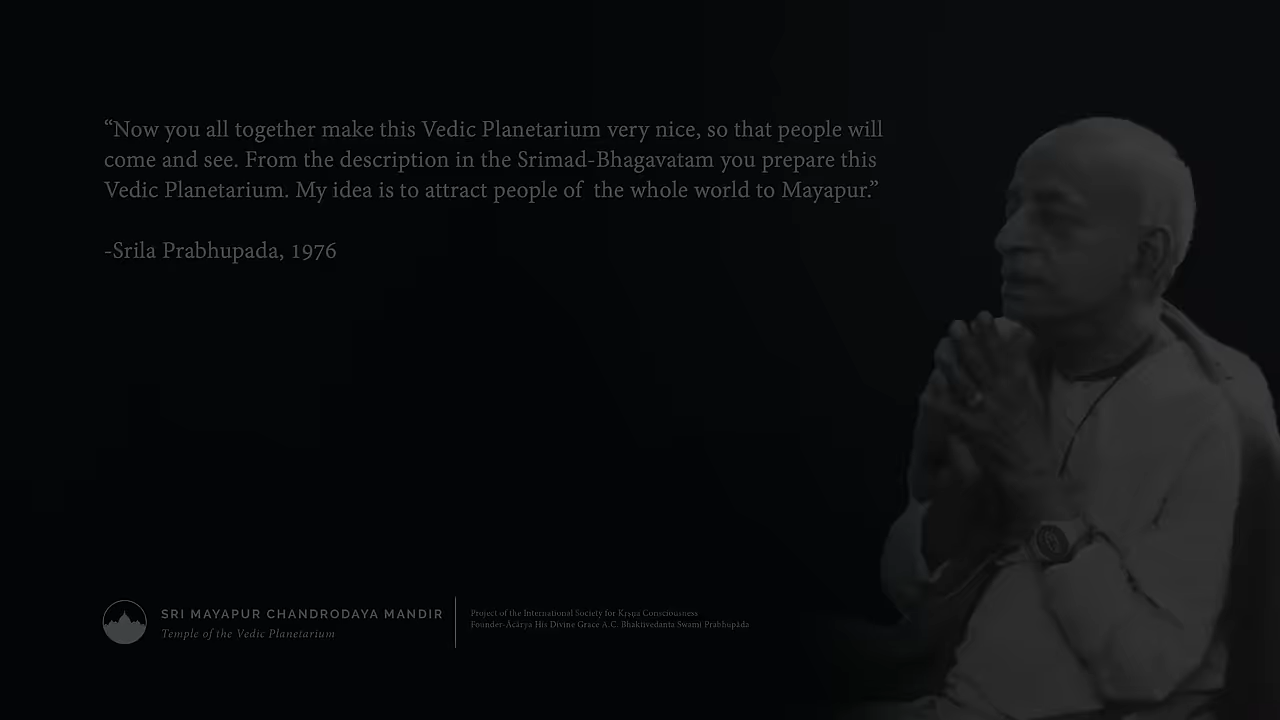 “Now you all together make this Vedic Planetarium very nice, so that people will
come and see. From the description in the Srimad-Bhagavatam you prepare this
Vedic Planetarium. My idea is to attract people of  the whole world to Mayapur.”
-Srila Prabhupada, 1976
SRI MAYAPUR CHANDRODAYA MANDIR
Temple of the Vedic Planetarium
Project of the International Society for Kṛṣṇa Consciousness
Founder-Ācārya His Divine Grace A.C. Bhaktivedanta Swami Prabhupāda